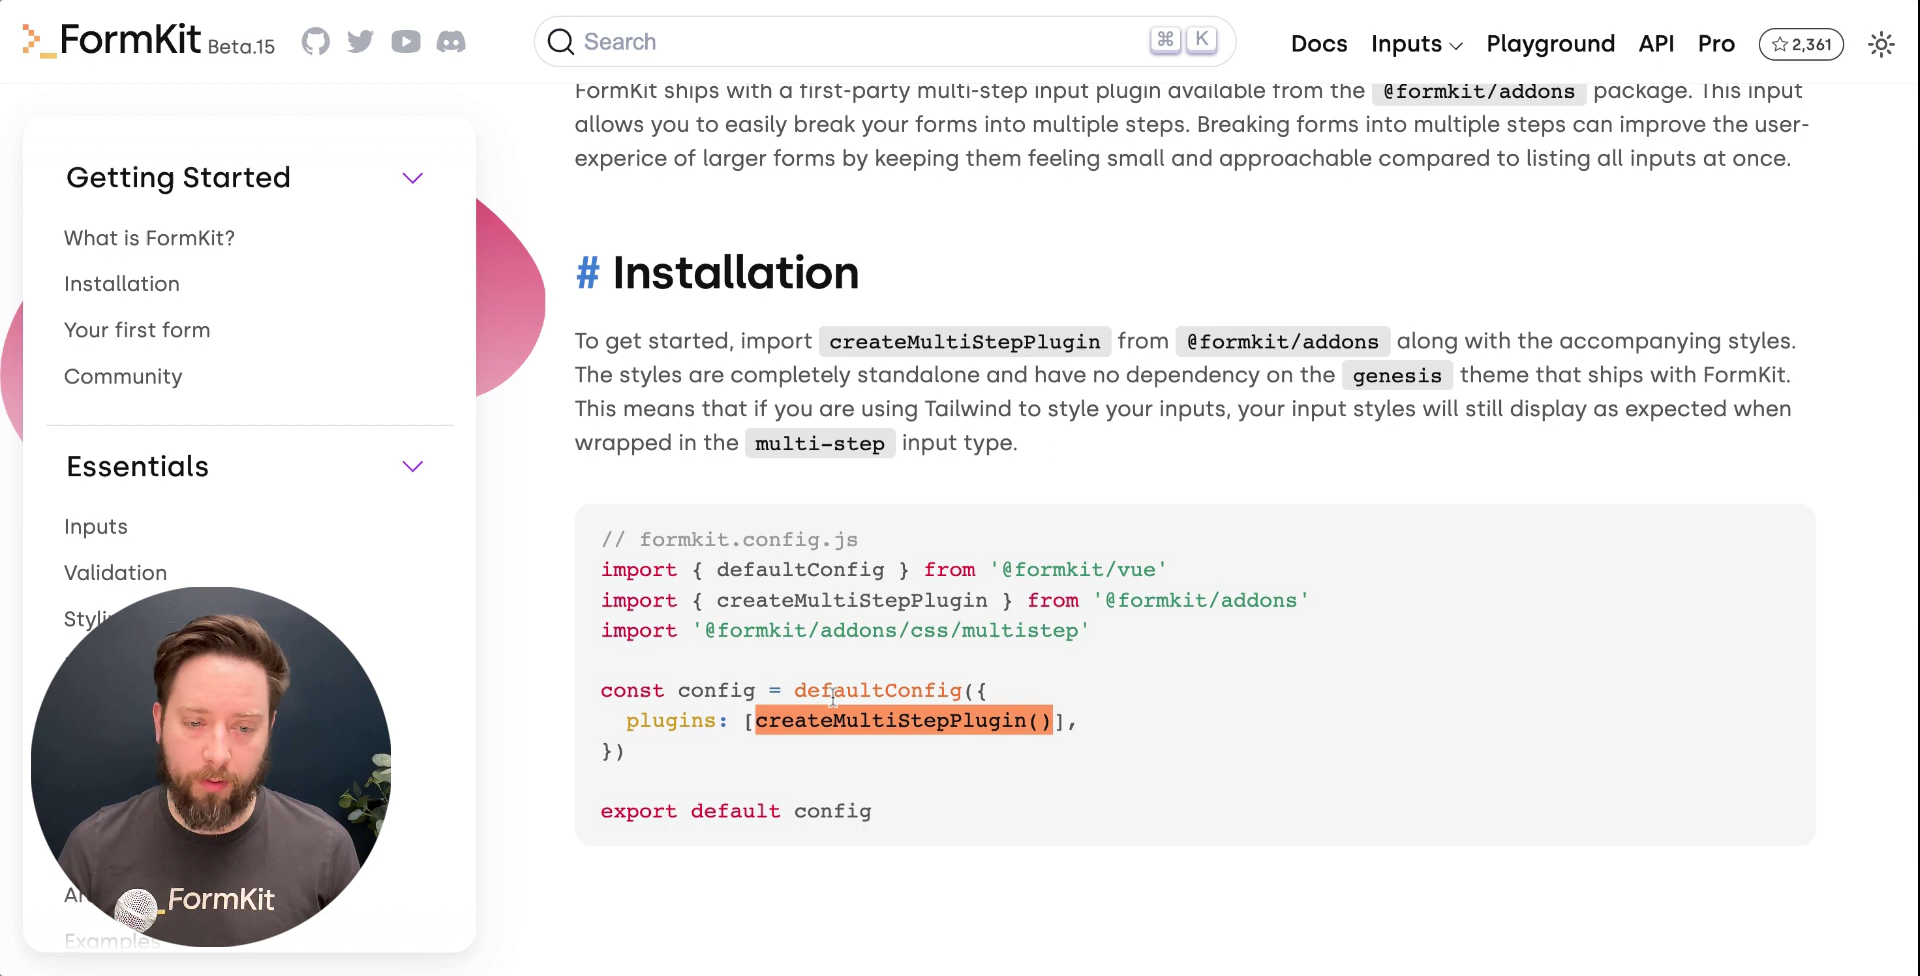 FormKit Beta.15
Search
⌘ K
Docs Inputs Playground API Pro 2,361
Getting Started
What is FormKit?
Installation
Your first form
Community
Essentials
Inputs
Validation
Examples
FormKit
FormKit ships with a first-party multi-step input plugin available from the @formkit/addons package. This input
allows you to easily break your forms into multiple steps. Breaking forms into multiple steps can improve the user-
experice of larger forms by keeping them feeling small and approachable compared to listing all inputs at once.
# Installation
To get started, import createMultiStepPlugin from @formkit/addons along with the accompanying styles.
The styles are completely standalone and have no dependency on the genesis theme that ships with FormKit.
This means that if you are using Tailwind to style your inputs, your input styles will still display as expected when
wrapped in the multi-step input type.
// formkit.config.js
import { defaultConfig } from '@formkit/vue'
import { createMultiStepPlugin } from '@formkit/addons'
import '@formkit/addons/css/multistep'
const config = defaultConfig({
plugins: [createMultiStepPlugin()],
})
export default config